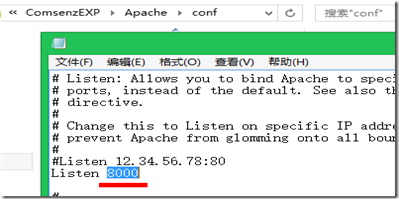 « ComsenzEXP › Apache › conf
搜索"conf"
文件(F) 编辑(E) 格式(O) 查看(V) 帮助(H)
# Listen: Allows you to bind Apache to speci
# ports, instead of the default. See also th
# directive.
#
# Change this to Listen on specific IP addre
# prevent Apache from glomming onto all boun
#
#Listen 12.34.56.78:80
Listen 8000
#